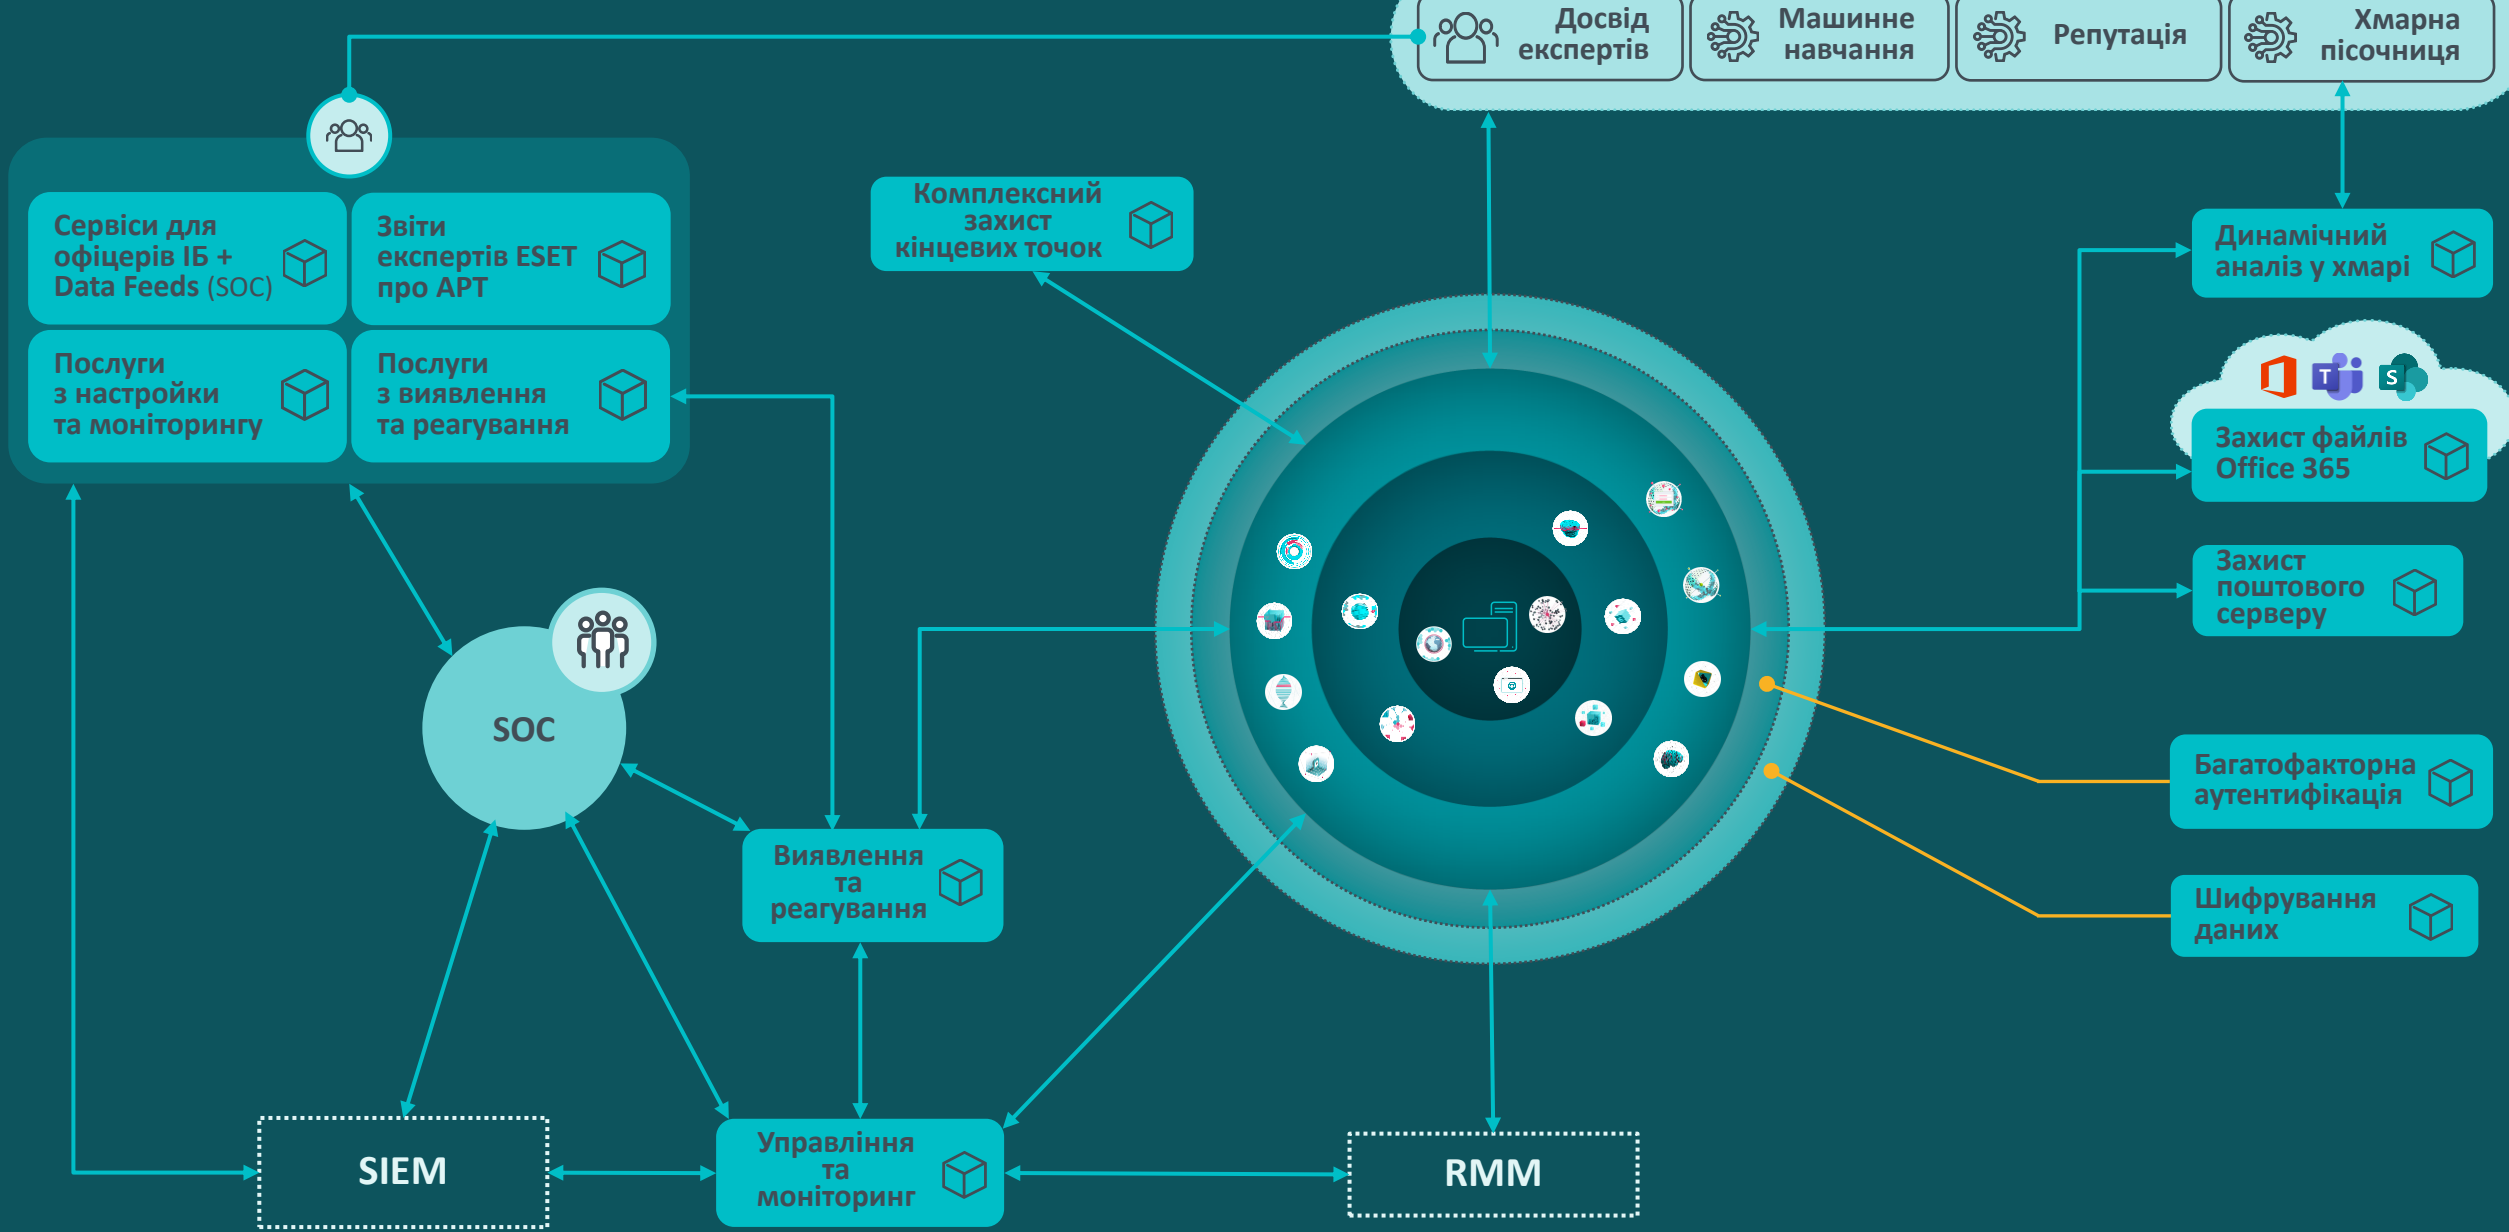 Досвід
експертів
Машинне
навчання
Репутація
Хмарна
пісочниця
Сервіси для
офіцерів ІБ +
Data Feeds (SOC)
Звіти
експертів ESET
про APT
Послуги
з настройки
та моніторингу
Послуги
з виявлення
та реагування
Комплексний
захист
кінцевих точок
Динамічний
аналіз у хмарі
Захист файлів
Office 365
Захист
поштового
серверу
SOC
Багатофакторна
аутентифікація
Виявлення
та
реагування
Шифрування
даних
SIEM
Управління
та
моніторинг
RMM